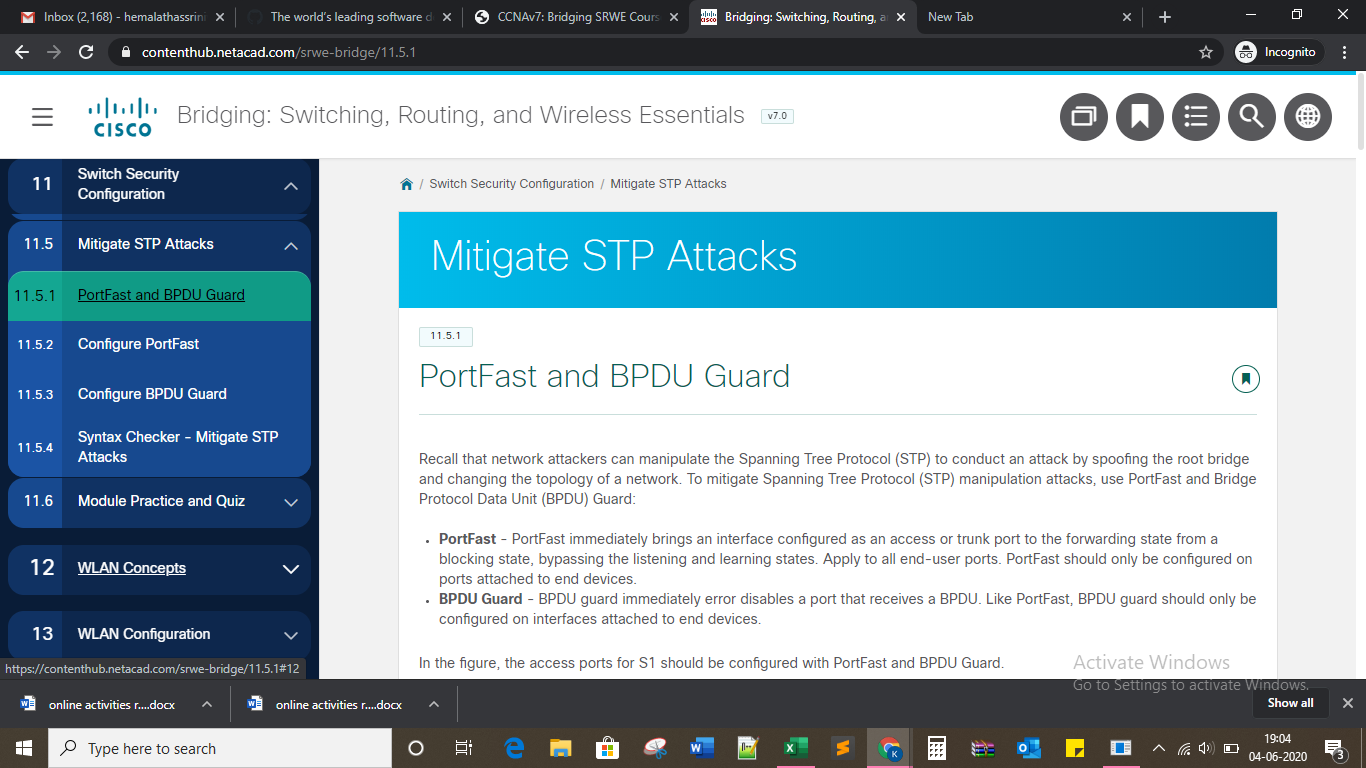 Inbox (2,168) - hemalathassrini
The world's leading software d
CCNAv7: Bridging SRWE Cours
Bridging: Switching, Routing, a
New Tab
contenthub.netacad.com/srwe-bridge/11.5.1
Incognito
CISCO
Bridging: Switching, Routing, and Wireless Essentials
v7.0
11
Switch Security
Configuration
11.5 Mitigate STP Attacks
11.5.1 PortFast and BPDU Guard
11.5.2 Configure PortFast
11.5.3 Configure BPDU Guard
11.5.4 Syntax Checker - Mitigate STP
Attacks
11.6 Module Practice and Quiz
12 WLAN Concepts
13 WLAN Configuration
https://contenthub.netacad.com/srwe-bridge/11.5.1#12
/ Switch Security Configuration / Mitigate STP Attacks
Mitigate STP Attacks
11.5.1
PortFast and BPDU Guard
Recall that network attackers can manipulate the Spanning Tree Protocol (STP) to conduct an attack by spoofing the root bridge
and changing the topology of a network. To mitigate Spanning Tree Protocol (STP) manipulation attacks, use PortFast and Bridge
Protocol Data Unit (BPDU) Guard:
• PortFast - PortFast immediately brings an interface configured as an access or trunk port to the forwarding state from a
blocking state, bypassing the listening and learning states. Apply to all end-user ports. PortFast should only be configured on
ports attached to end devices.
• BPDU Guard - BPDU guard immediately error disables a port that receives a BPDU. Like PortFast, BPDU guard should only be
configured on interfaces attached to end devices.
In the figure, the access ports for S1 should be configured with PortFast and BPDU Guard.
Activate Windows
Go to Settings to activate Windows.
online activities r....docx
online activities r....docx
Show all
Type here to search
19:04
04-06-2020
3